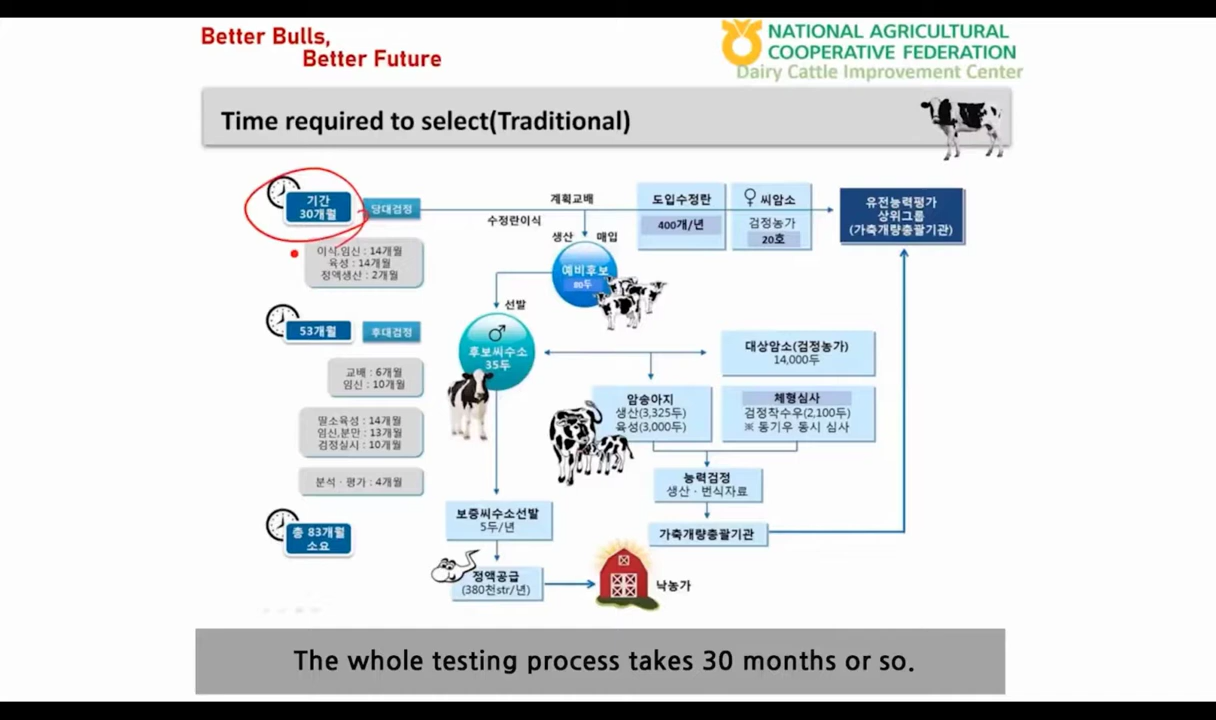 Better Bulls,
Better Future
NATIONAL AGRICULTURAL
COOPERATIVE FEDERATION
Dairy Cattle Improvement Center
Time required to select(Traditional)
기간
30개월
당대검정
이식.임신 : 14개월
육성 : 14개월
정액생산 : 2개월
계획교배
수정란이식
생산 매입
도입수정란
400개/년
♀ 씨암소
검정농가
20호
유전능력평가
상위그룹
(가축개량총괄기관)
예비후보
80두
선발
53개월
후대검정
♂
후보씨수소
35두
대상암소(검정농가)
14,000두
교배 : 6개월
임신 : 10개월
암송아지
생산(3,325두)
육성(3,000두)
체형심사
검정착수우(2,100두)
※ 동기우 동시 심사
딸소육성 : 14개월
임신,분만 : 13개월
검정실시 : 10개월
분석 · 평가 : 4개월
능력검정
생산 · 번식자료
보증씨수소선발
5두/년
가축개량총괄기관
총 83개월
소요
정액공급
(380천str/년)
낙농가
The whole testing process takes 30 months or so.